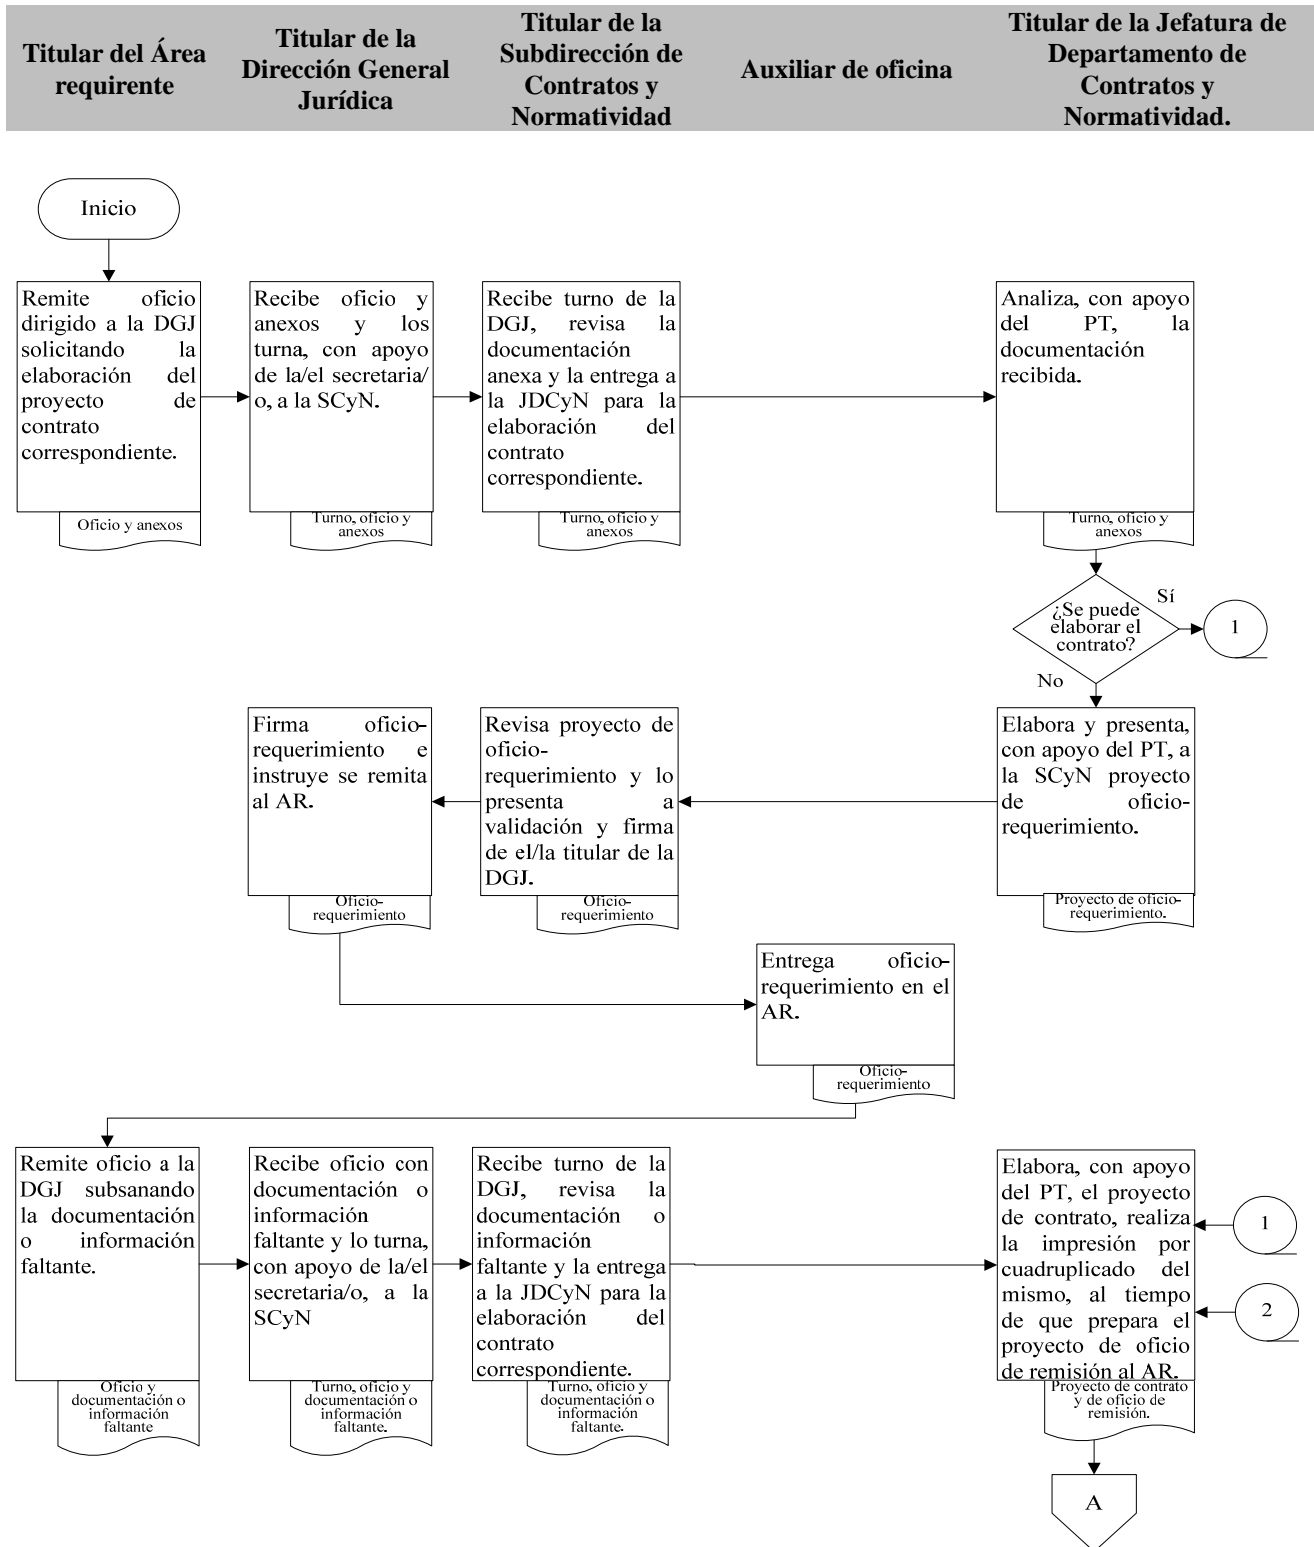 Titular del Área
requirente
Titular de la
Dirección General
Jurídica
Titular de la
Subdirección de
Contratos y
Normatividad
Auxiliar de oficina
Titular de la Jefatura de
Departamento de
Contratos y
Normatividad.
Inicio
Remite oficio
dirigido a la DGJ
solicitando la
elaboración del
proyecto de
contrato
correspondiente.
Oficio y anexos
Recibe oficio y
anexos y los
turna, con apoyo
de la/el secretaria/
o, a la SCyN.
Turno, oficio y
anexos
Recibe turno de la
DGJ, revisa la
documentación
anexa y la entrega a
la JDCyN para la
elaboración del
contrato
correspondiente.
Turno, oficio y
anexos
Analiza, con apoyo
del PT, la
documentación
recibida.
Turno, oficio y
anexos
¿Se puede
elaborar el
contrato?
Sí
1
No
Elabora y presenta,
con apoyo del PT, a
la SCyN proyecto
de oficio-
requerimiento.
Proyecto de oficio-
requerimiento.
Revisa proyecto de
oficio-
requerimiento y lo
presenta a
validación y firma
de el/la titular de la
DGJ.
Oficio-
requerimiento
Firma oficio-
requerimiento e
instruye se remita
al AR.
Oficio-
requerimiento
Entrega oficio-
requerimiento en el
AR.
Oficio-
requerimiento
Remite oficio a la
DGJ subsanando
la documentación
o información
faltante.
Oficio y
documentación o
información
faltante
Recibe oficio con
documentación o
información
faltante y lo turna,
con apoyo de la/el
secretaria/o, a la
SCyN
Turno, oficio y
documentación o
información
faltante.
Recibe turno de la
DGJ, revisa la
documentación o
información
faltante y la entrega
a la JDCyN para la
elaboración del
contrato
correspondiente.
Turno, oficio y
documentación o
información
faltante.
Elabora, con apoyo
del PT, el proyecto
de contrato, realiza
la impresión por
cuadruplicado del
mismo, al tiempo
de que prepara el
proyecto de oficio
de remisión al AR.
Proyecto de contrato
y de oficio de
remisión.
1
2
A